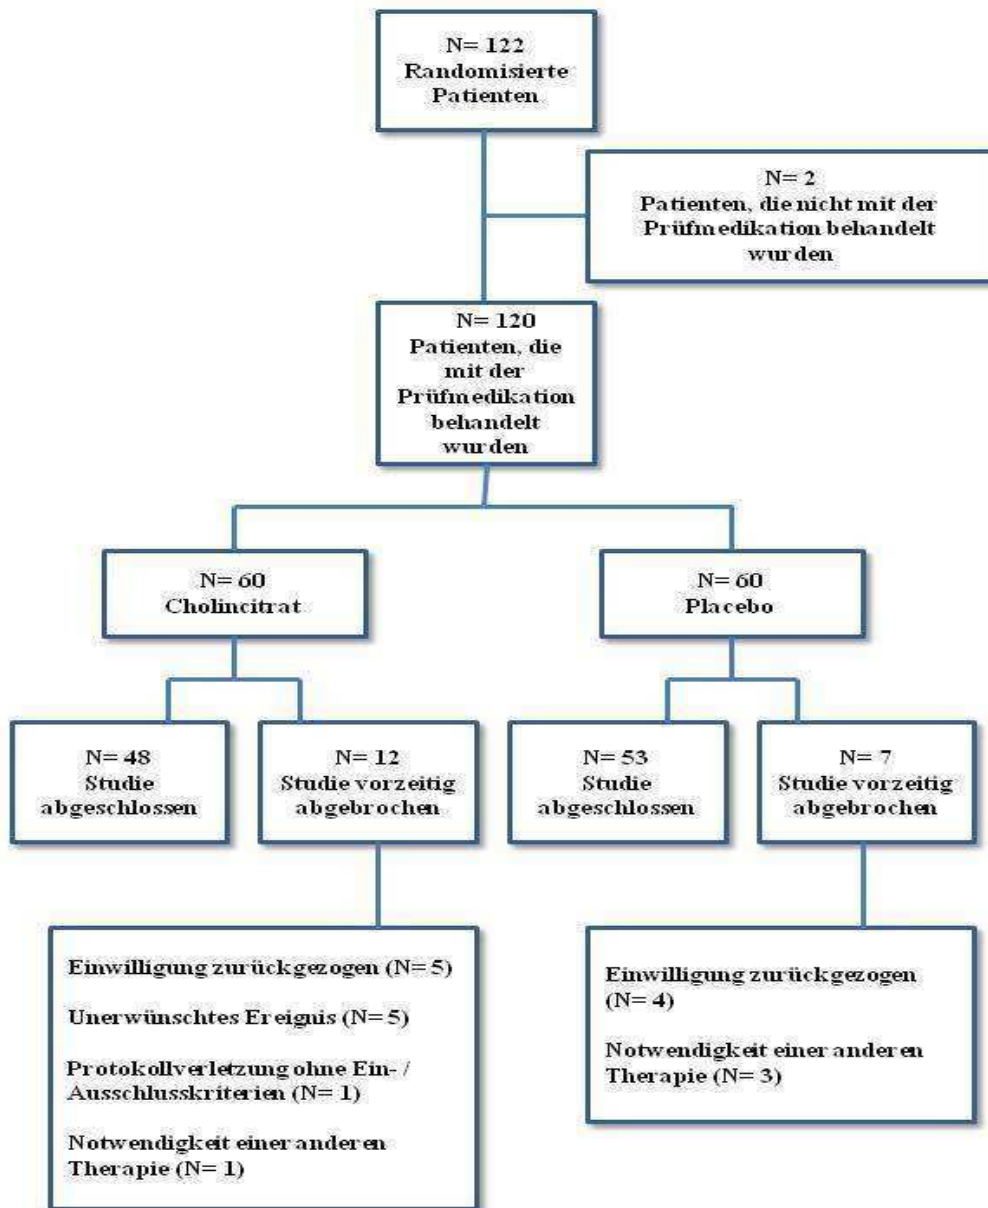 N= 122
Randomisierte
Patienten
N= 2
Patienten, die nicht mit der
Prüfmedikation behandelt
wurden
N= 120
Patienten, die
mit der
Prüfmedikation
behandelt
wurden
N= 60
Cholincitrat
N= 60
Placebo
N= 48
Studie
abgeschlossen
N= 12
Studie vorzeitig
abgebrochen
N= 53
Studie
abgeschlossen
N= 7
Studie vorzeitig
abgebrochen
Einwilligung zurückgezogen (N= 5)
Unerwünschtes Ereignis (N= 5)
Protokollverletzung ohne Ein- /
Ausschlusskriterien (N= 1)
Notwendigkeit einer anderen
Therapie (N= 1)
Einwilligung zurückgezogen
(N= 4)
Notwendigkeit einer anderen
Therapie (N= 3)